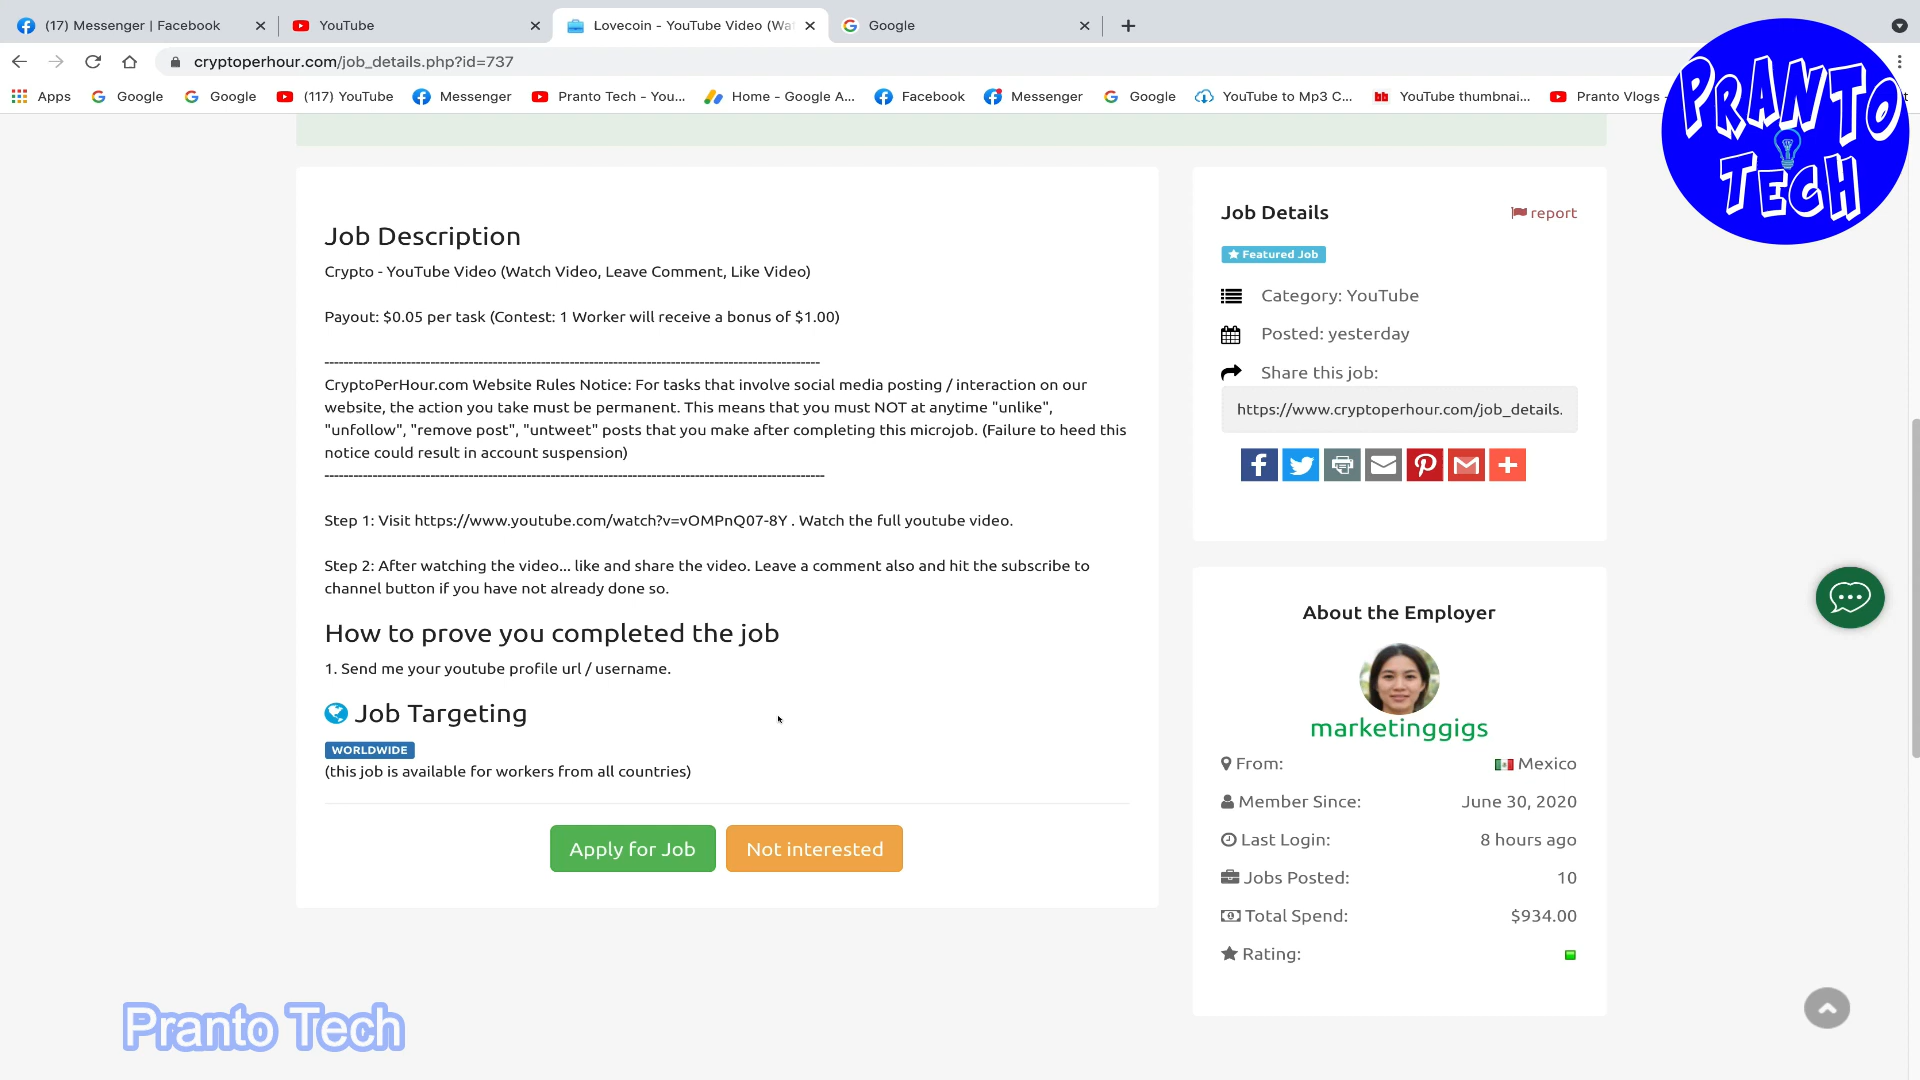 (17) Messenger | Facebook
YouTube
Lovecoin - YouTube Video (Wa
Google
cryptoperhour.com/job_details.php?id=737
Apps
Google
Google
(117) YouTube
Messenger
Pranto Tech - You...
Home - Google A...
Facebook
Messenger
Google
YouTube to Mp3 C...
YouTube thumbnai...
Pranto Vlogs -
PRANTO
TECH
Job Description
Crypto - YouTube Video (Watch Video, Leave Comment, Like Video)
Payout: $0.05 per task (Contest: 1 Worker will receive a bonus of $1.00)
CryptoPerHour.com Website Rules Notice: For tasks that involve social media posting / interaction on our
website, the action you take must be permanent. This means that you must NOT at anytime "unlike",
"unfollow", "remove post", "untweet" posts that you make after completing this microjob. (Failure to heed this
notice could result in account suspension)
Step 1: Visit https://www.youtube.com/watch?v=vOMPnQ07-8Y . Watch the full youtube video.
Step 2: After watching the video... like and share the video. Leave a comment also and hit the subscribe to
channel button if you have not already done so.
How to prove you completed the job
1. Send me your youtube profile url / username.
Job Targeting
WORLDWIDE
(this job is available for workers from all countries)
Apply for Job
Not interested
Job Details
report
Featured Job
Category: YouTube
Posted: yesterday
Share this job:
https://www.cryptoperhour.com/job_details.
About the Employer
marketinggigs
From: Mexico
Member Since: June 30, 2020
Last Login: 8 hours ago
Jobs Posted: 10
Total Spend: $934.00
Rating:
Pranto Tech